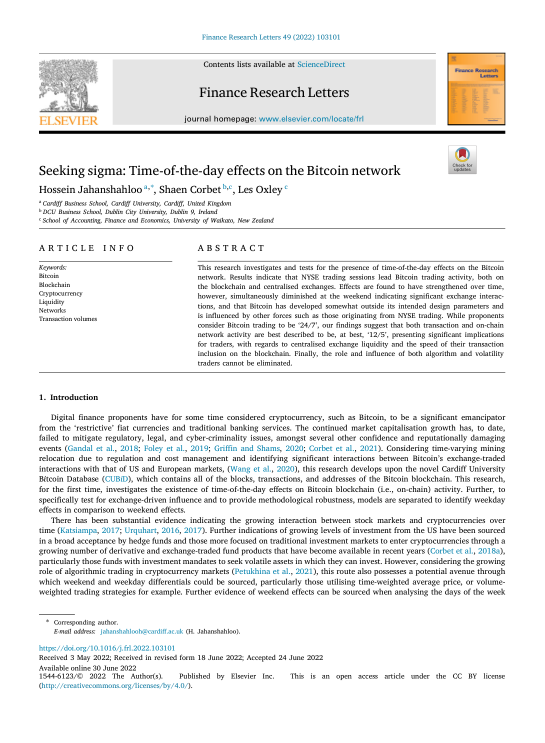 Finance Research Letters 49 (2022) 103101
Contents lists available at ScienceDirect
Finance Research Letters
journal homepage: www.elsevier.com/locate/frl
ELSEVIER
Finance Research
Letters
Check for
updates
Seeking sigma: Time-of-the-day effects on the Bitcoin network
Hossein Jahanshahloo a,*, Shaen Corbet b,c, Les Oxley c
a Cardiff Business School, Cardiff University, Cardiff, United Kingdom
b DCU Business School, Dublin City University, Dublin 9, Ireland
c School of Accounting, Finance and Economics, University of Waikato, New Zealand
ARTICLE INFO
Keywords:
Bitcoin
Blockchain
Cryptocurrency
Liquidity
Networks
Transaction volumes
ABSTRACT
This research investigates and tests for the presence of time-of-the-day effects on the Bitcoin
network. Results indicate that NYSE trading sessions lead Bitcoin trading activity, both on
the blockchain and centralised exchanges. Effects are found to have strengthened over time,
however, simultaneously diminished at the weekend indicating significant exchange interac-
tions, and that Bitcoin has developed somewhat outside its intended design parameters and
is influenced by other forces such as those originating from NYSE trading. While proponents
consider Bitcoin trading to be '24/7', our findings suggest that both transaction and on-chain
network activity are best described to be, at best, '12/5', presenting significant implications
for traders, with regards to centralised exchange liquidity and the speed of their transaction
inclusion on the blockchain. Finally, the role and influence of both algorithm and volatility
traders cannot be eliminated.
1. Introduction
Digital finance proponents have for some time considered cryptocurrency, such as Bitcoin, to be a significant emancipator
from the 'restrictive' fiat currencies and traditional banking services. The continued market capitalisation growth has, to date,
failed to mitigate regulatory, legal, and cyber-criminality issues, amongst several other confidence and reputationally damaging
events (Gandal et al., 2018; Foley et al., 2019; Griffin and Shams, 2020; Corbet et al., 2021). Considering time-varying mining
relocation due to regulation and cost management and identifying significant interactions between Bitcoin's exchange-traded
interactions with that of US and European markets, (Wang et al., 2020), this research develops upon the novel Cardiff University
Bitcoin Database (CUBiD), which contains all of the blocks, transactions, and addresses of the Bitcoin blockchain. This research,
for the first time, investigates the existence of time-of-the-day effects on Bitcoin blockchain (i.e., on-chain) activity. Further, to
specifically test for exchange-driven influence and to provide methodological robustness, models are separated to identify weekday
effects in comparison to weekend effects.
There has been substantial evidence indicating the growing interaction between stock markets and cryptocurrencies over
time (Katsiampa, 2017; Urquhart, 2016, 2017). Further indications of growing levels of investment from the US have been sourced
in a broad acceptance by hedge funds and those more focused on traditional investment markets to enter cryptocurrencies through a
growing number of derivative and exchange-traded fund products that have become available in recent years (Corbet et al., 2018a),
particularly those funds with investment mandates to seek volatile assets in which they can invest. However, considering the growing
role of algorithmic trading in cryptocurrency markets (Petukhina et al., 2021), this route also possesses a potential avenue through
which weekend and weekday differentials could be sourced, particularly those utilising time-weighted average price, or volume-
weighted trading strategies for example. Further evidence of weekend effects can be sourced when analysing the days of the week
* Corresponding author.
E-mail address: jahanshahlooh@cardiff.ac.uk (H. Jahanshahloo).
https://doi.org/10.1016/j.frl.2022.103101
Received 3 May 2022; Received in revised form 18 June 2022; Accepted 24 June 2022
Available online 30 June 2022
1544-6123/© 2022 The Author(s). Published by Elsevier Inc. This is an open access article under the CC BY license
(http://creativecommons.org/licenses/by/4.0/).